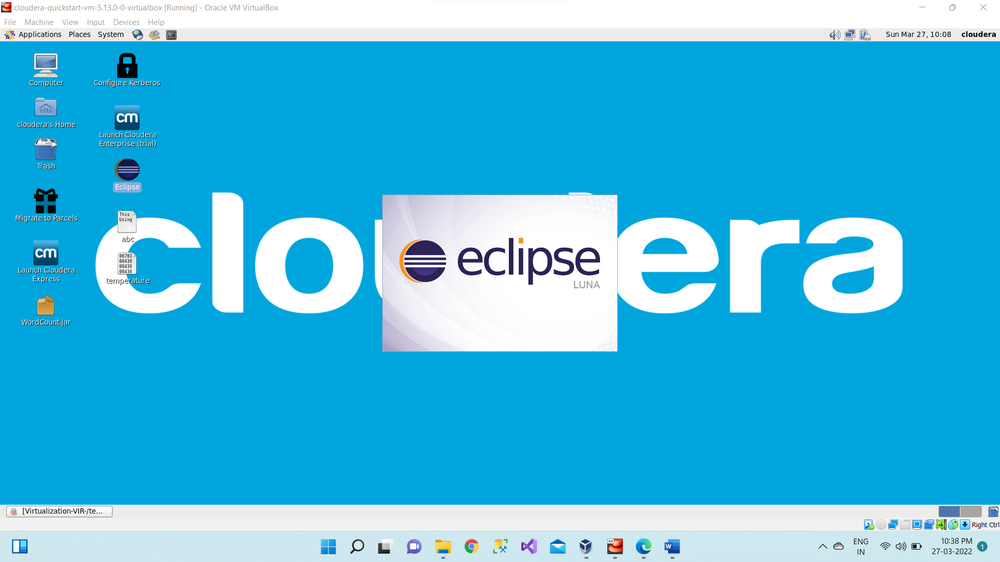 cloudera-quickstart-vm-5.13.0-0-virtualbox [Running] - Oracle VM VirtualBox
File Machine View Input Devices Help
Applications Places System
Sun Mar 27, 10:08 cloudera
Computer
Configure Kerberos
cloudera's Home
cm
Launch Cloudera
Enterprise (trial)
Trash
Eclipse
Migrate to Parcels
This
Using
abc
cm
Launch Cloudera
Express
06701
00430
00430
00430
temperature
WordCount.jar
clo
era
eclipse
LUNA
[Virtualization-VIR-/te...
Right Ctrl
64
W
ENG
IN
10:38 PM
27-03-2022
1